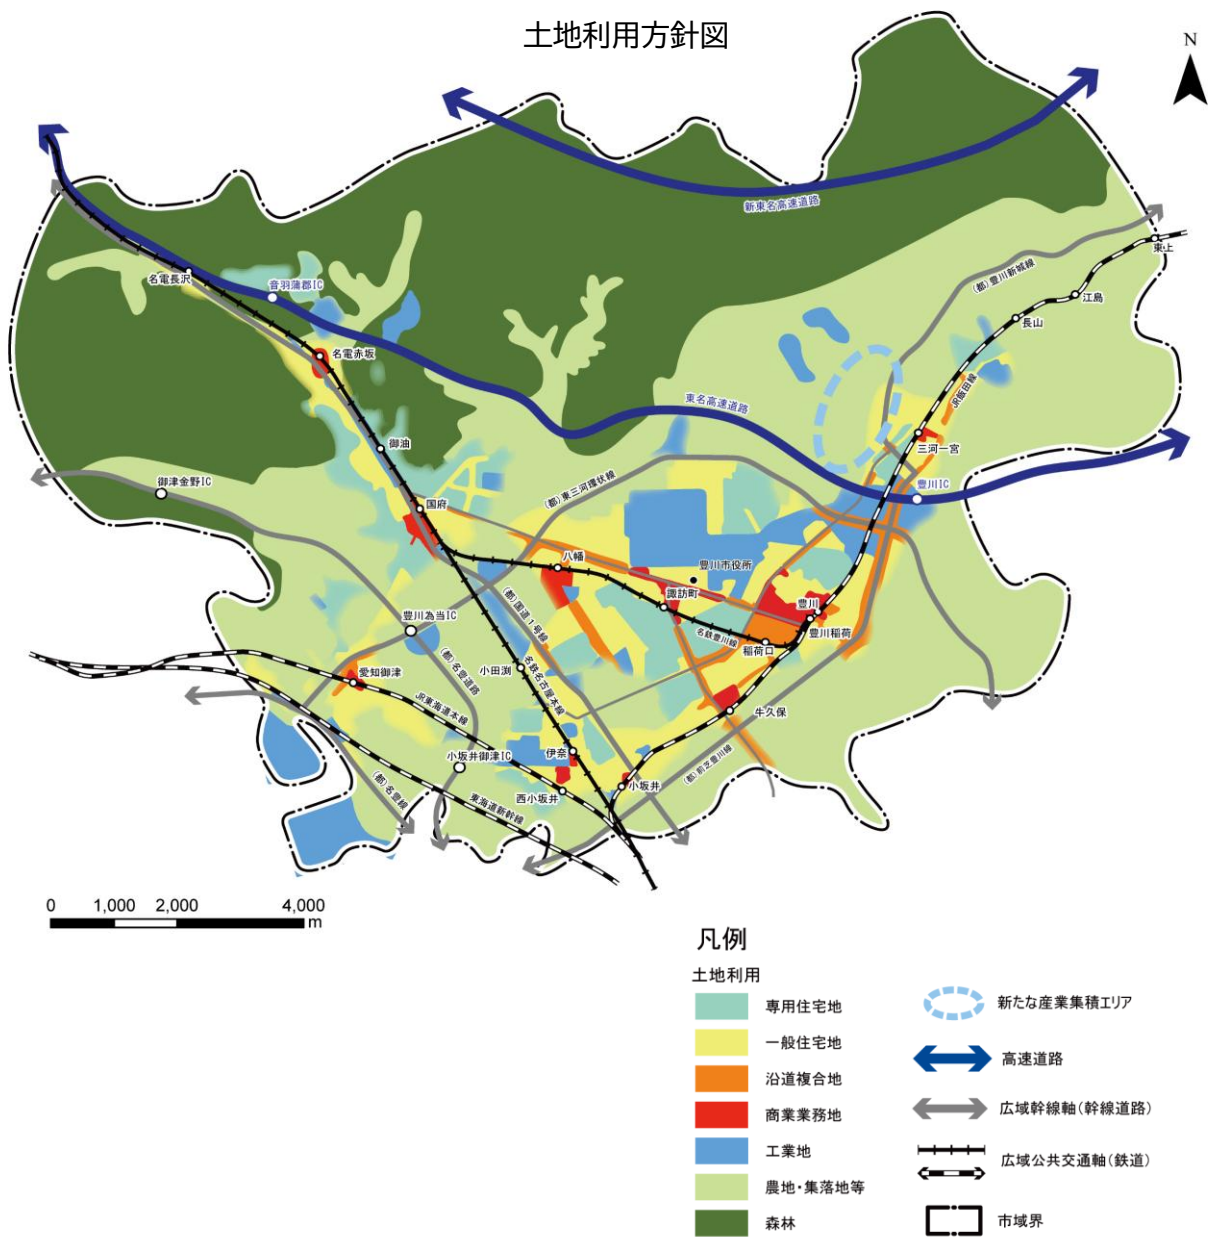 土地利用方針図
N
新東名高速道路
東上
名電長沢
音羽蒲郡IC
(都)豊川新城線
江島
長山
名電赤坂
JR飯田線
東名高速道路
御油
三河一宮
御津金野IC
(都)東三河環状線
豊川IC
国府
八幡
豊川市役所
諏訪町
豊川
豊川為当IC
(都)国道1号線
名鉄豊川線
豊川稲荷
稲荷口
愛知御津
(都)名豊道路
小田渕
名鉄名古屋本線
JR東海道本線
牛久保
小坂井御津IC
伊奈
(都)前芝豊川線
(都)名豊線
東海道新幹線
西小坂井
小坂井
0 1,000 2,000 4,000
m
凡例
土地利用
専用住宅地
一般住宅地
沿道複合地
商業業務地
工業地
農地・集落地等
森林
新たな産業集積エリア
高速道路
広域幹線軸(幹線道路)
広域公共交通軸(鉄道)
市域界